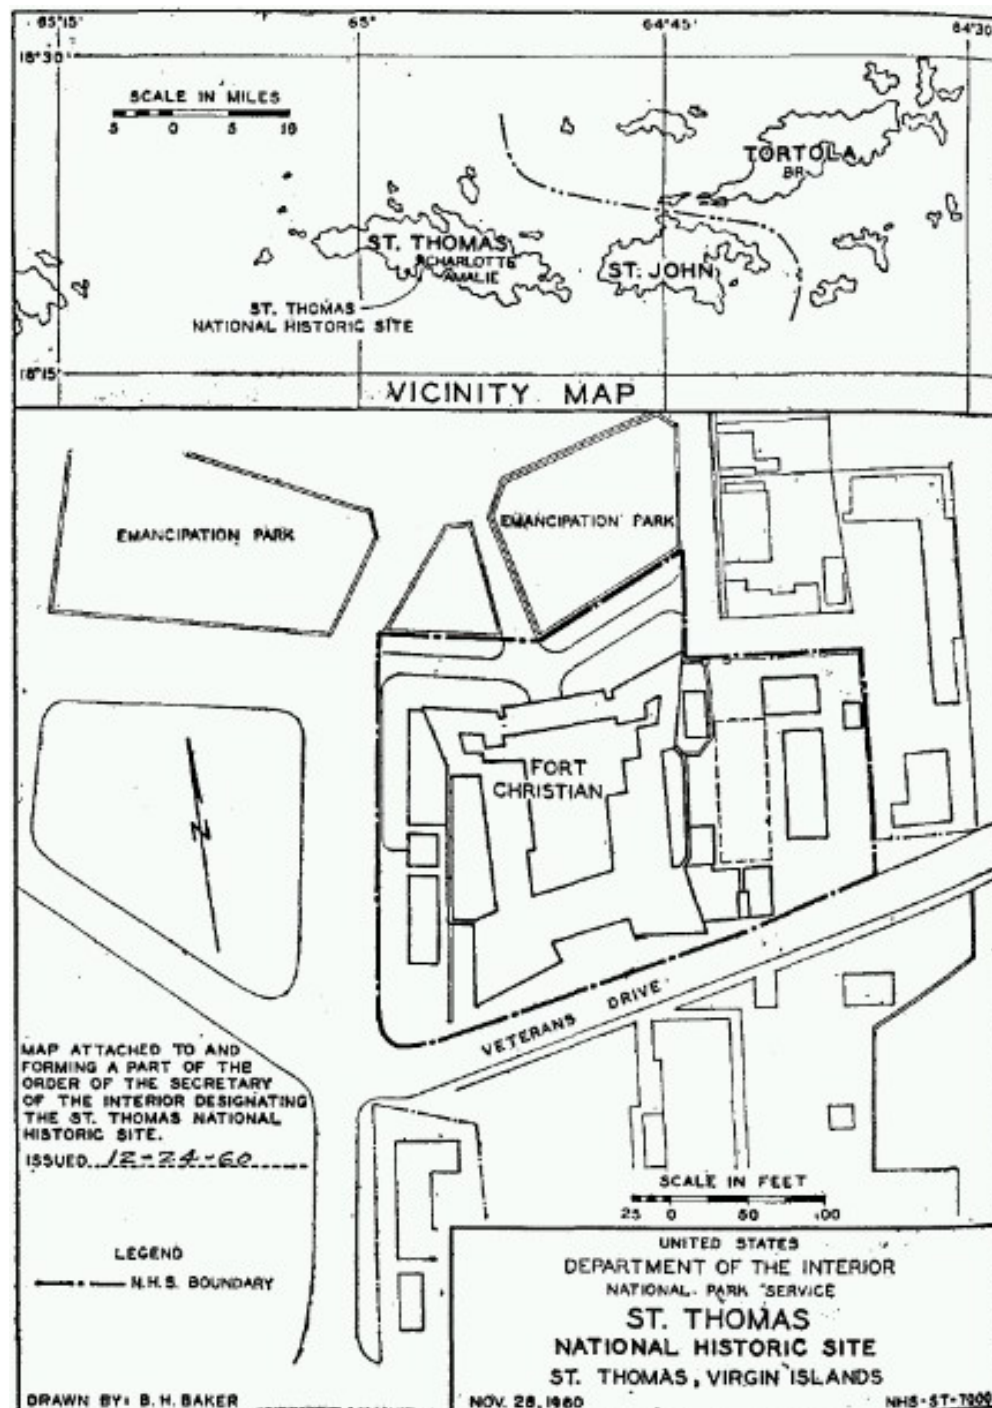 65°15'
65°
64°45'
64°30'
18°30'
SCALE IN MILES
5 0 5 10
TORTOLA
BR.
ST. THOMAS
CHARLOTTE
AMALIE
ST. JOHN
ST. THOMAS
NATIONAL HISTORIC SITE
18°15'
VICINITY MAP
EMANCIPATION PARK
EMANCIPATION PARK
FORT
CHRISTIAN
N
VETERANS DRIVE
MAP ATTACHED TO AND
FORMING A PART OF THE
ORDER OF THE SECRETARY
OF THE INTERIOR DESIGNATING
THE ST. THOMAS NATIONAL
HISTORIC SITE.
ISSUED 12-24-60
SCALE IN FEET
25 0 50 100
LEGEND
N.H.S. BOUNDARY
UNITED STATES
DEPARTMENT OF THE INTERIOR
NATIONAL PARK SERVICE
ST. THOMAS
NATIONAL HISTORIC SITE
ST. THOMAS, VIRGIN ISLANDS
DRAWN BY: B. H. BAKER
NOV. 28, 1960
NHS-ST-7000